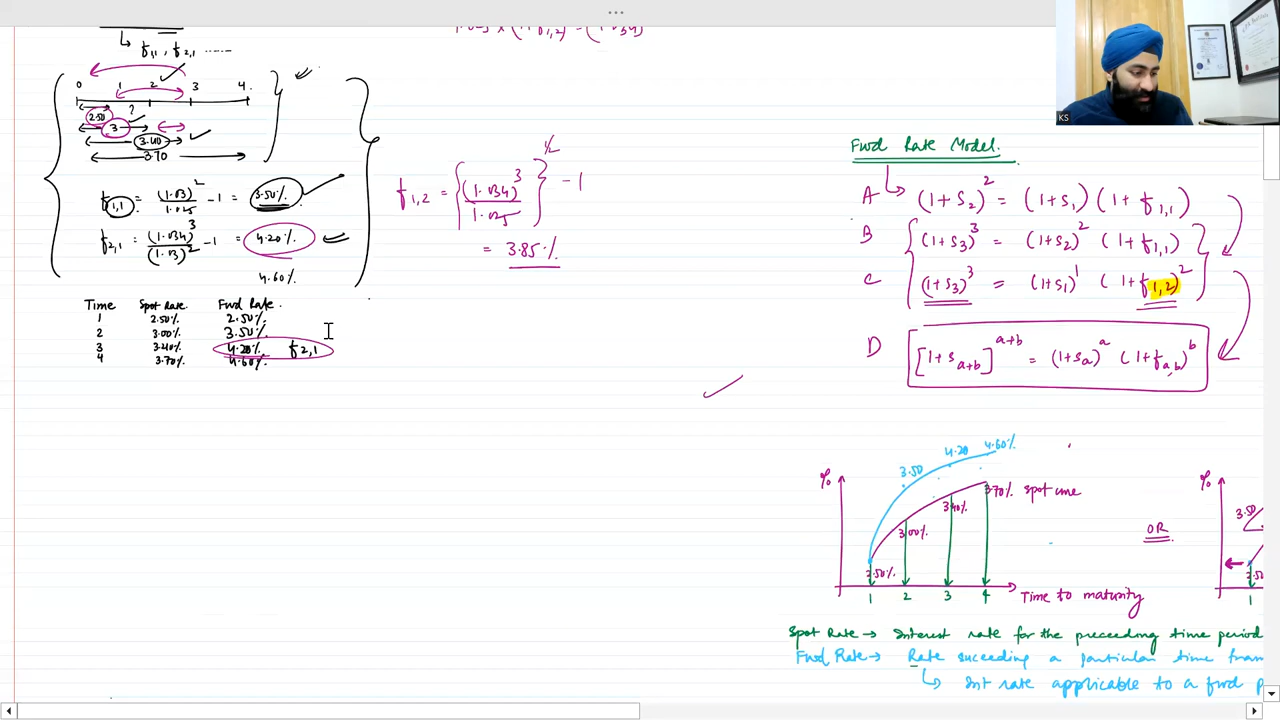 f1,1 , f2,1 ......
0 1 2 3 4
2.50 ?
3
3.40
3.70
f1,1 = (1.03)^2 / 1.025 - 1 = 3.50%
f2,1 = (1.034)^3 / (1.03)^2 - 1 = 4.20%
4.60%
Time Spot Rate Fwd Rate.
1 2.50% 2.50%
2 3.00% 3.50%
3 3.40% 4.20% f2,1
4 3.70% 4.60%
f1,2 = { (1.034)^3 / 1.025 }^1/2 - 1
= 3.85%
KS
Fwd Rate Model.
A (1+S2)^2 = (1+S1) (1+f1,1)
B (1+S3)^3 = (1+S2)^2 (1+f1,1)
C (1+S3)^3 = (1+S1)^1 (1+f1,2)^2
D [1+Sa+b]^a+b = (1+Sa)^a (1+fa,b)^b
% 3.50 4.20 4.60%
2.50% 3.00% 3.40% 3.70% Spot curve
1 2 3 4 Time to maturity
OR
% 3.50
1
Spot Rate → Interest rate for the preceeding time period
Fwd Rate → Rate succeeding a particular time fram
Int rate applicable to a fwd p